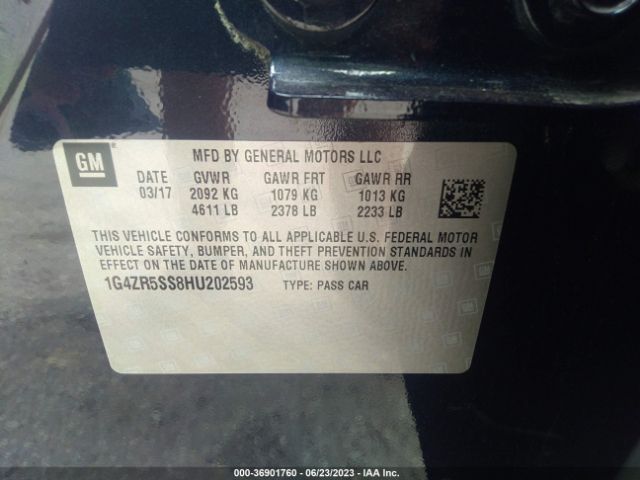 GM
MFD BY GENERAL MOTORS LLC
DATE GVWR GAWR FRT GAWR RR
03/17 2092 KG 1079 KG 1013 KG
4611 LB 2378 LB 2233 LB
THIS VEHICLE CONFORMS TO ALL APPLICABLE U.S. FEDERAL MOTOR
VEHICLE SAFETY, BUMPER, AND THEFT PREVENTION STANDARDS IN
EFFECT ON THE DATE OF MANUFACTURE SHOWN ABOVE.
1G4ZR5SS8HU202593 TYPE: PASS CAR
000-36901760 - 06/23/2023 - IAA Inc.